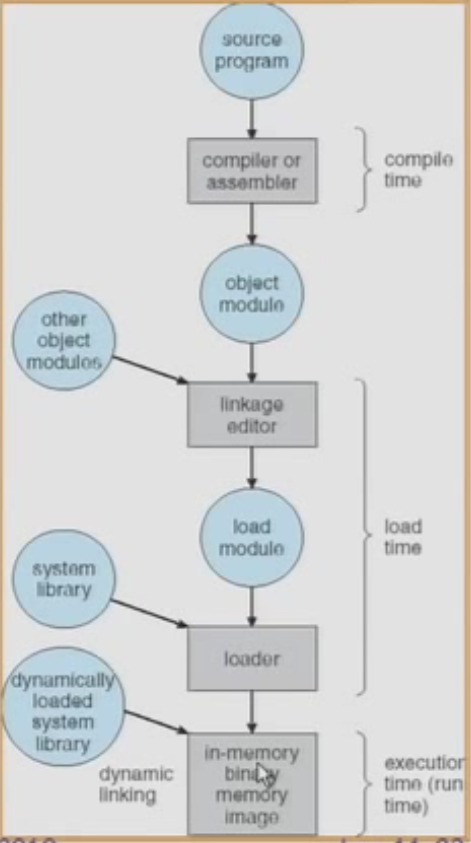 source
program
compiler or
assembler
compile
time
object
module
other
object
modules
linkage
editor
load
module
load
time
system
library
loader
dynamically
loaded
system
library
dynamic
linking
in-memory
binary
memory
image
execution
time (run
time)